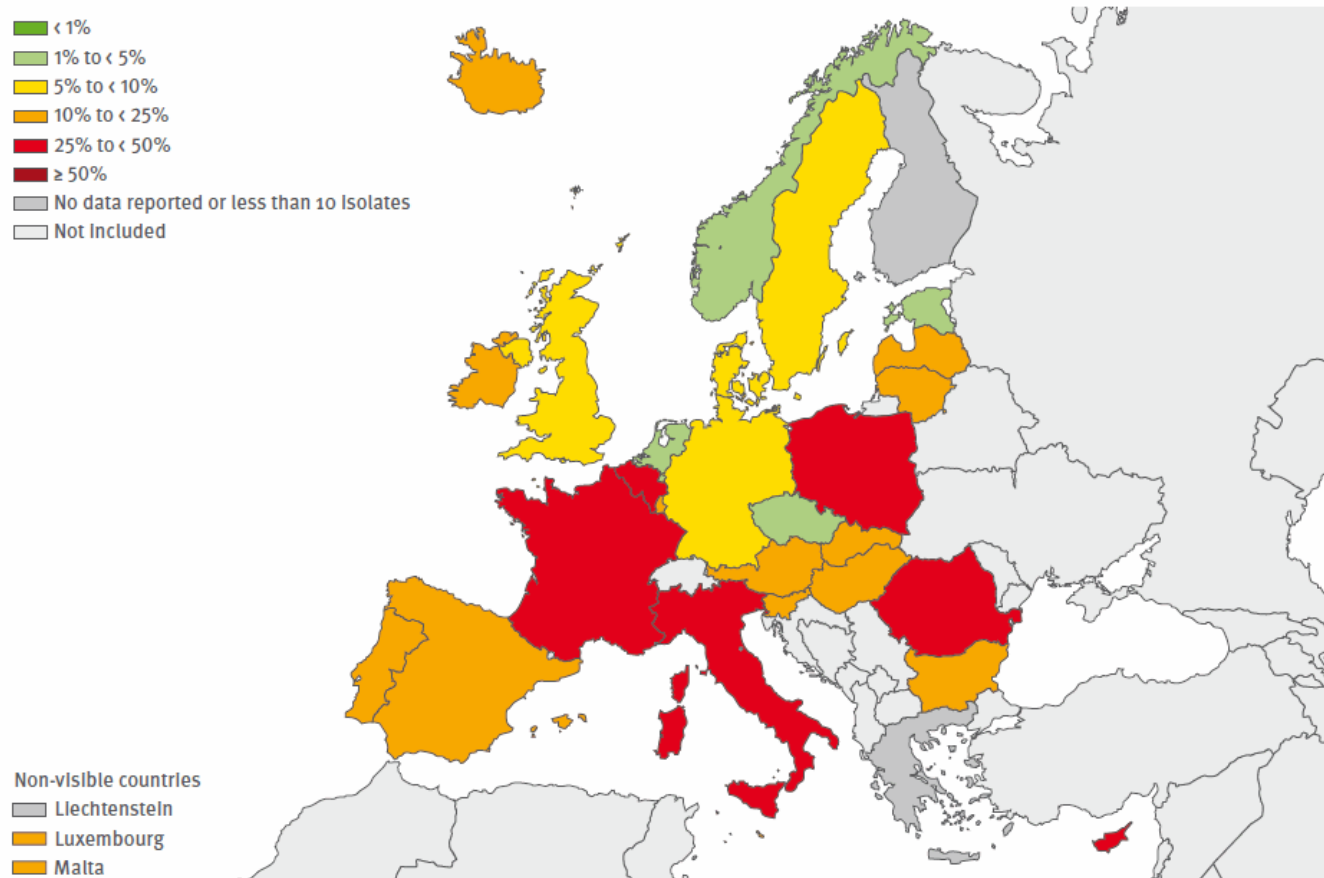 < 1%
1% to < 5%
5% to < 10%
10% to < 25%
25% to < 50%
≥ 50%
No data reported or less than 10 Isolates
Not Included
Non-visible countries
Liechtenstein
Luxembourg
Malta